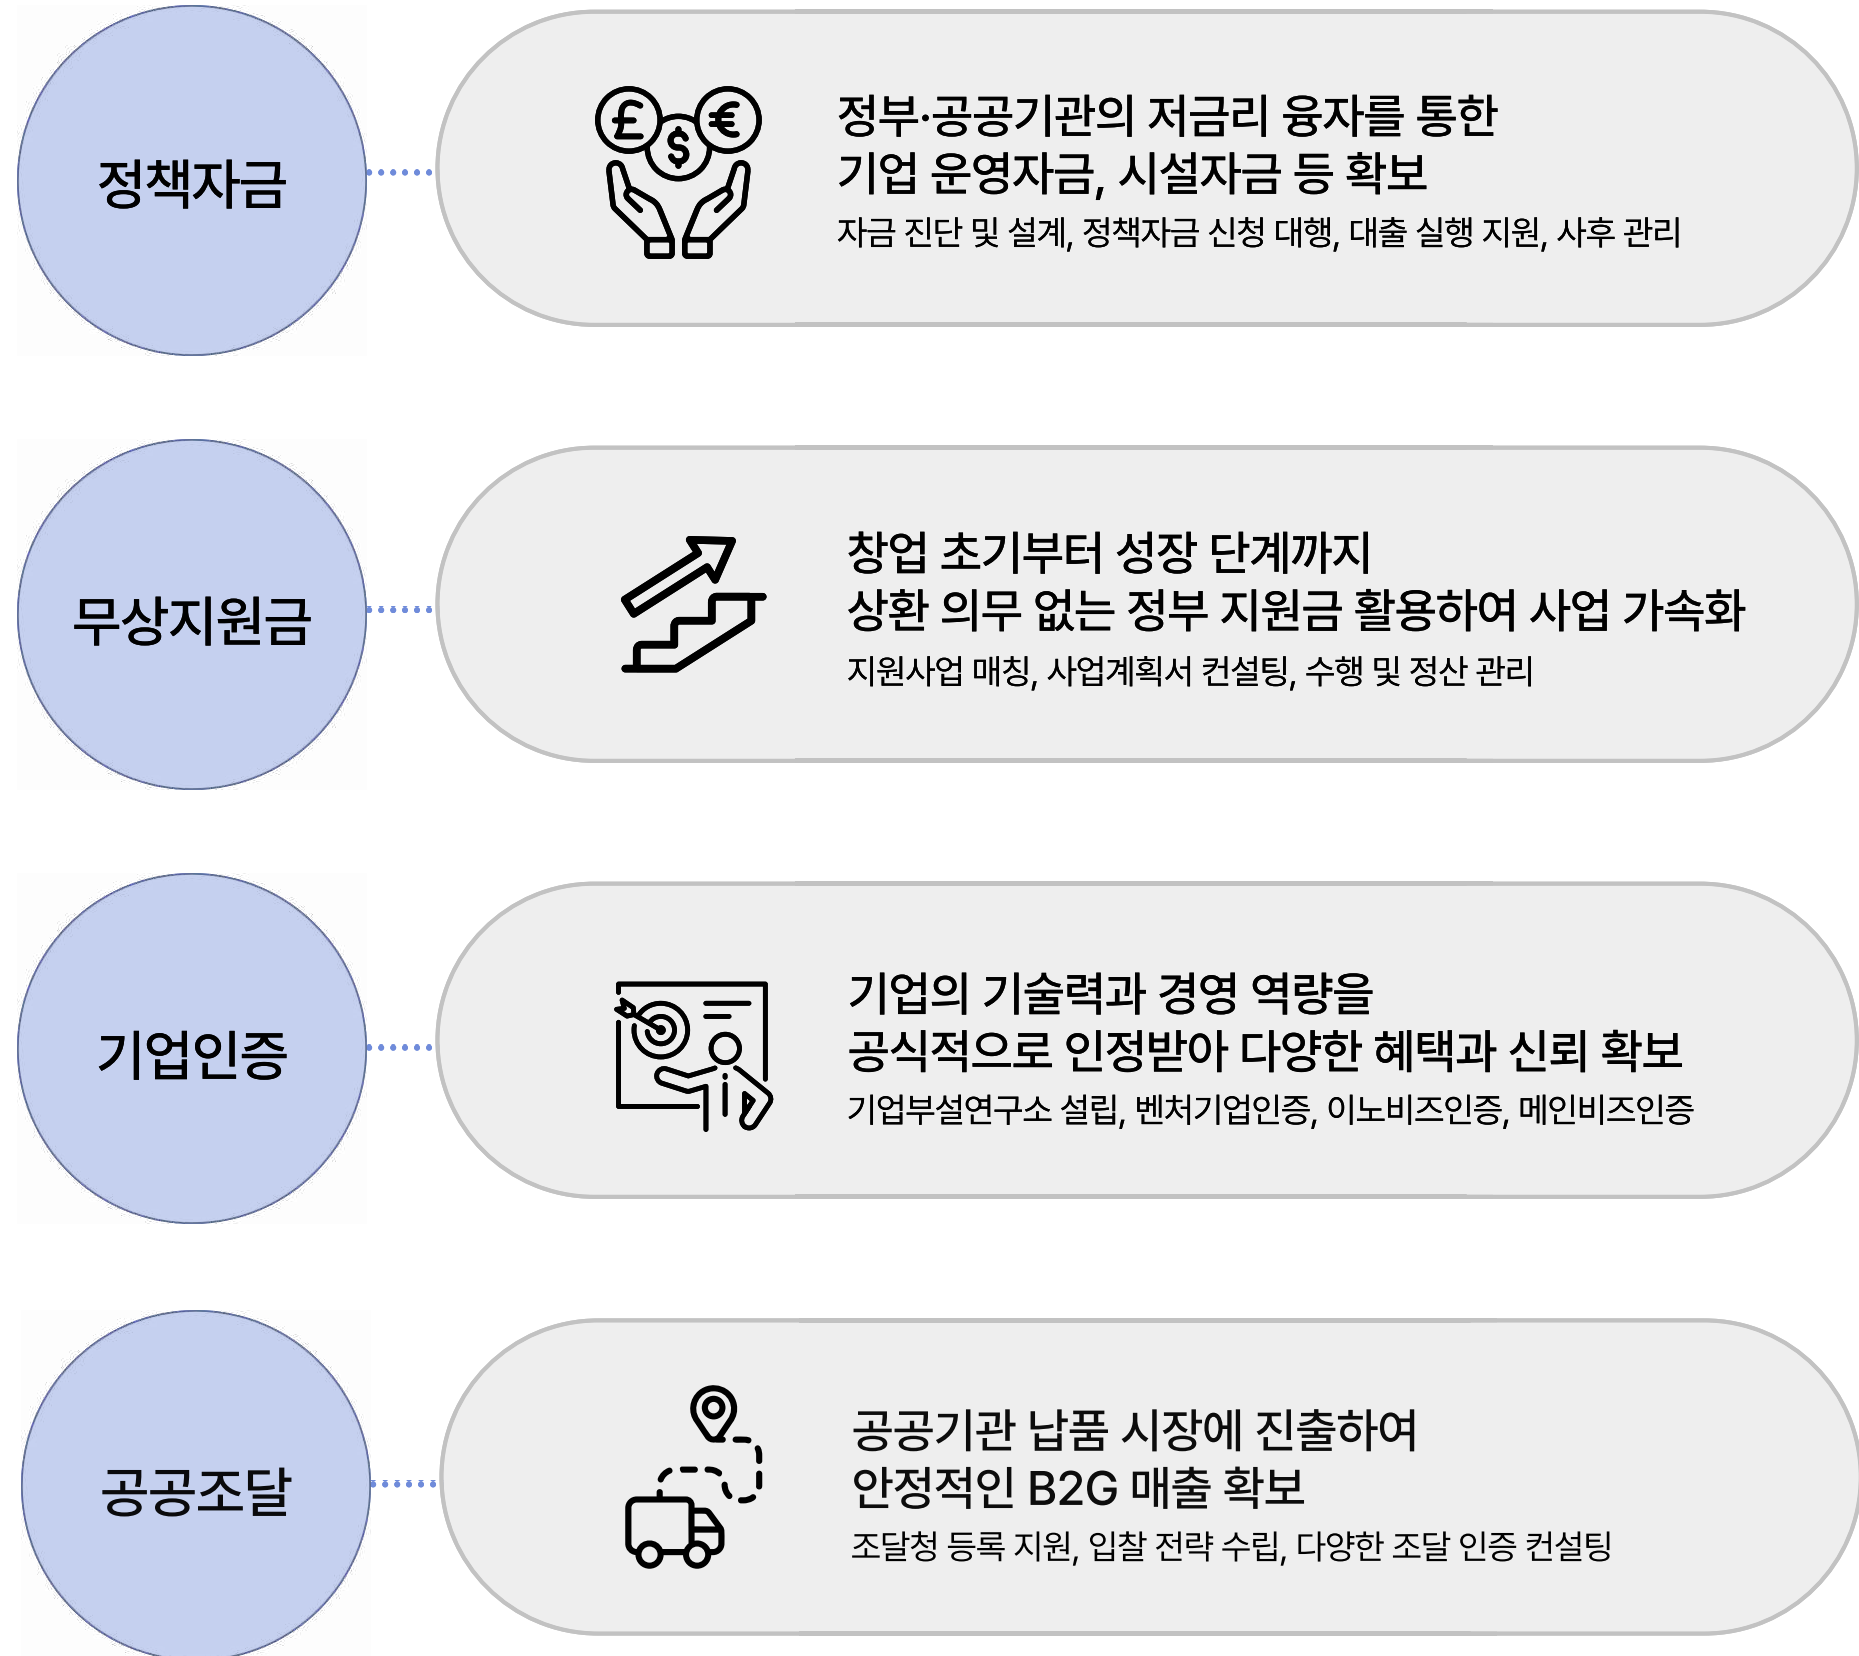 정책자금
정부·공공기관의 저금리 융자를 통한
기업 운영자금, 시설자금 등 확보
자금 진단 및 설계, 정책자금 신청 대행, 대출 실행 지원, 사후 관리
무상지원금
창업 초기부터 성장 단계까지
상환 의무 없는 정부 지원금 활용하여 사업 가속화
지원사업 매칭, 사업계획서 컨설팅, 수행 및 정산 관리
기업인증
기업의 기술력과 경영 역량을
공식적으로 인정받아 다양한 혜택과 신뢰 확보
기업부설연구소 설립, 벤처기업인증, 이노비즈인증, 메인비즈인증
공공조달
공공기관 납품 시장에 진출하여
안정적인 B2G 매출 확보
조달청 등록 지원, 입찰 전략 수립, 다양한 조달 인증 컨설팅